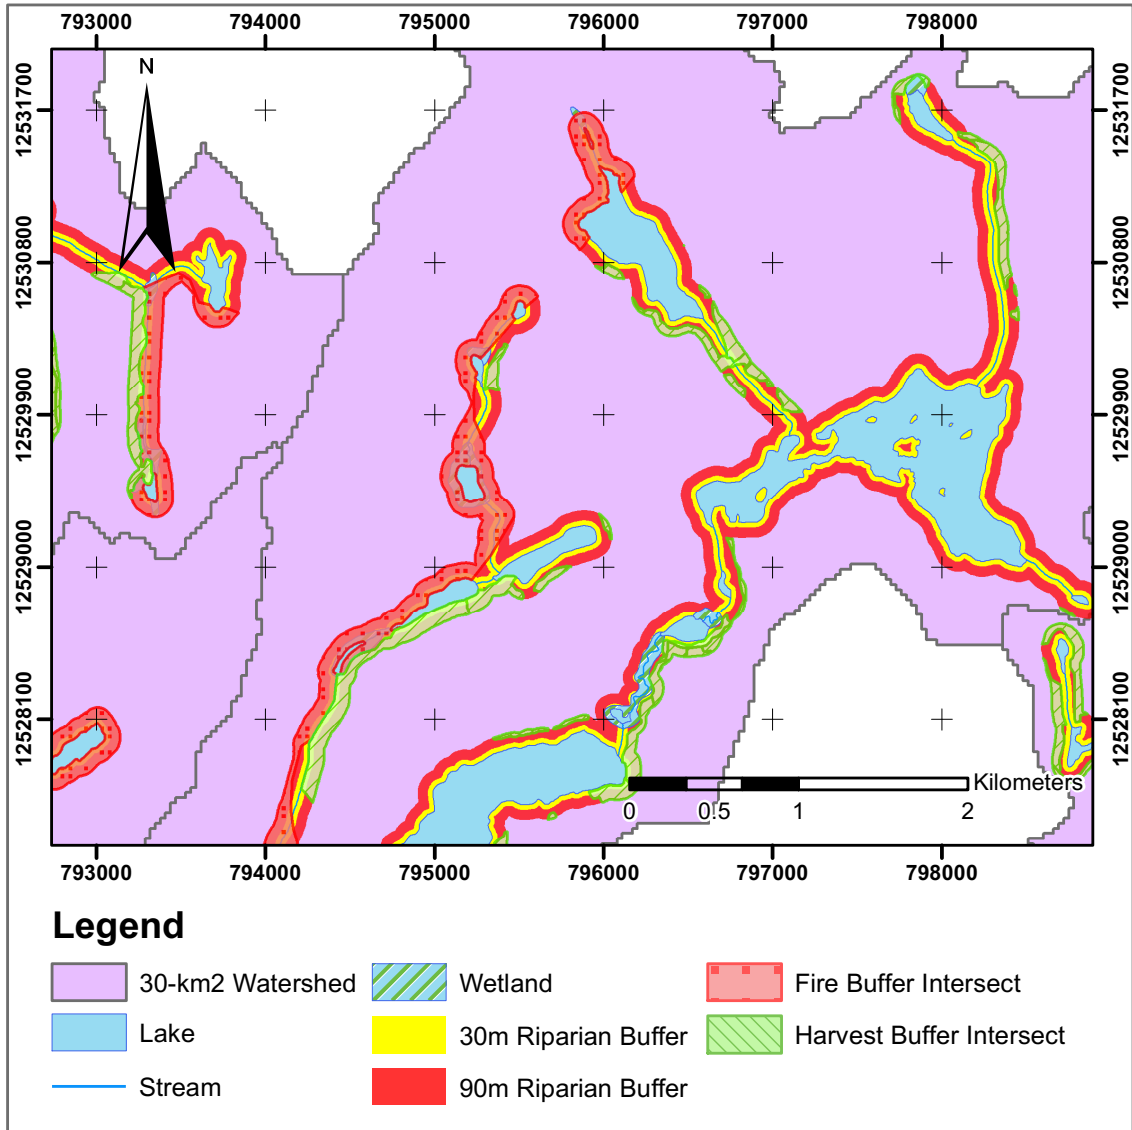 793000 794000 795000 796000 797000 798000
N
12531700 12531700
12530800 12530800
12529900 12529900
12529000 12529000
12528100 12528100
Kilometers
0 0.5 1 2
793000 794000 795000 796000 797000 798000
Legend
30-km2 Watershed Wetland Fire Buffer Intersect
Lake 30m Riparian Buffer Harvest Buffer Intersect
Stream 90m Riparian Buffer